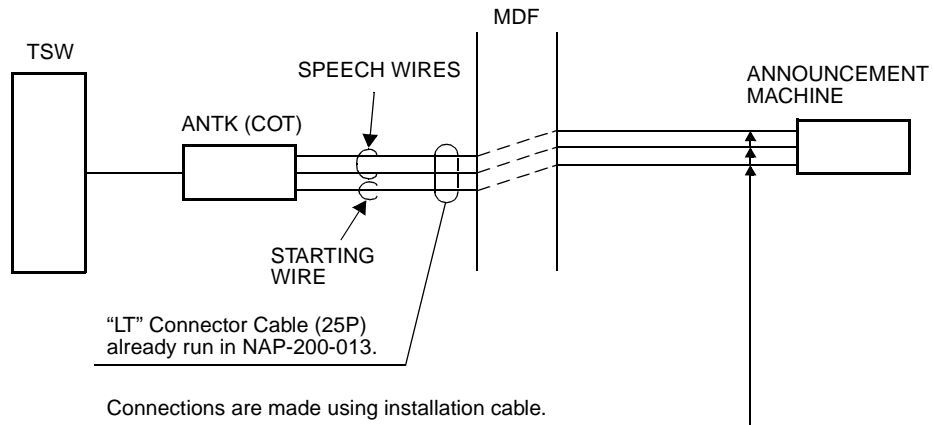 MDF
TSW
SPEECH WIRES
ANNOUNCEMENT
MACHINE
ANTK (COT)
STARTING
WIRE
“LT” Connector Cable (25P)
already run in NAP-200-013.
Connections are made using installation cable.